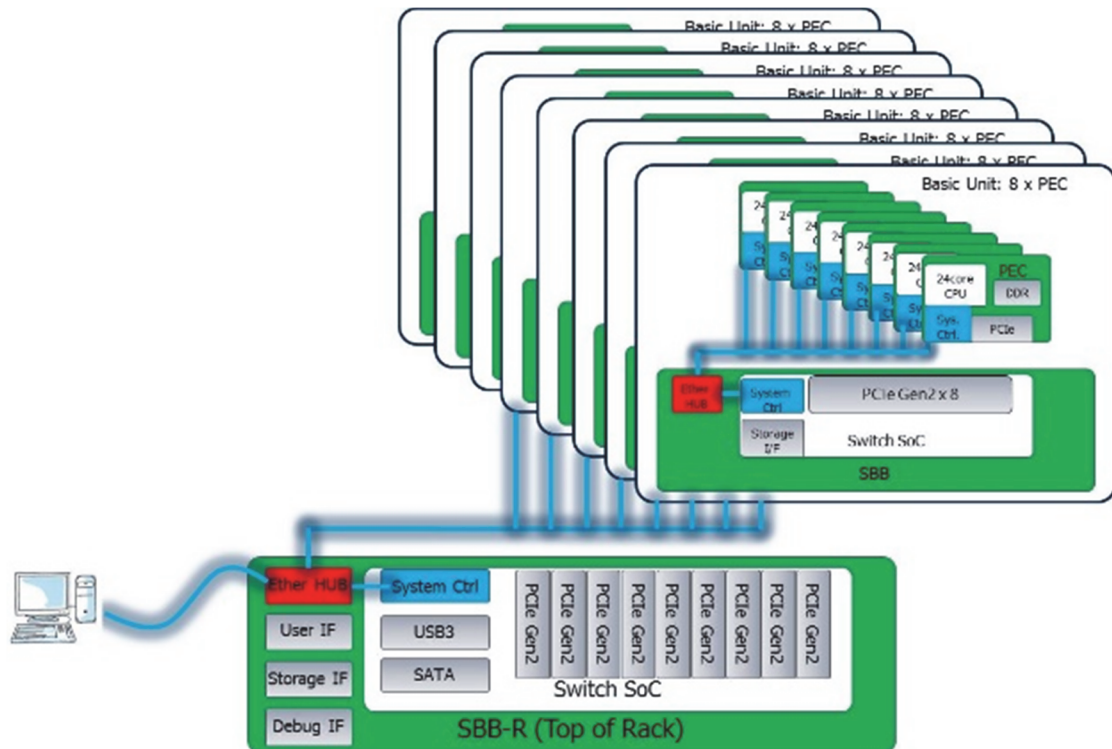 Basic Unit: 8 x PEC
Basic Unit: 8 x PEC
Basic Unit: 8 x PEC
Basic Unit: 8 x PEC
Basic Unit: 8 x PEC
Basic Unit: 8 x PEC
Basic Unit: 8 x PEC
Basic Unit: 8 x PEC
PEC
24core
CPU
DDR
Sys.
Ctrl.
PCIe
Ether
HUB
System
Ctrl
PCIe Gen2 x 8
Storage
I/F
Switch SoC
SBB
Ether HUB
System Ctrl
User IF
USB3
Storage IF
SATA
Debug IF
PCIe Gen2
PCIe Gen2
PCIe Gen2
PCIe Gen2
PCIe Gen2
PCIe Gen2
PCIe Gen2
PCIe Gen2
PCIe Gen2
Switch SoC
SBB-R (Top of Rack)